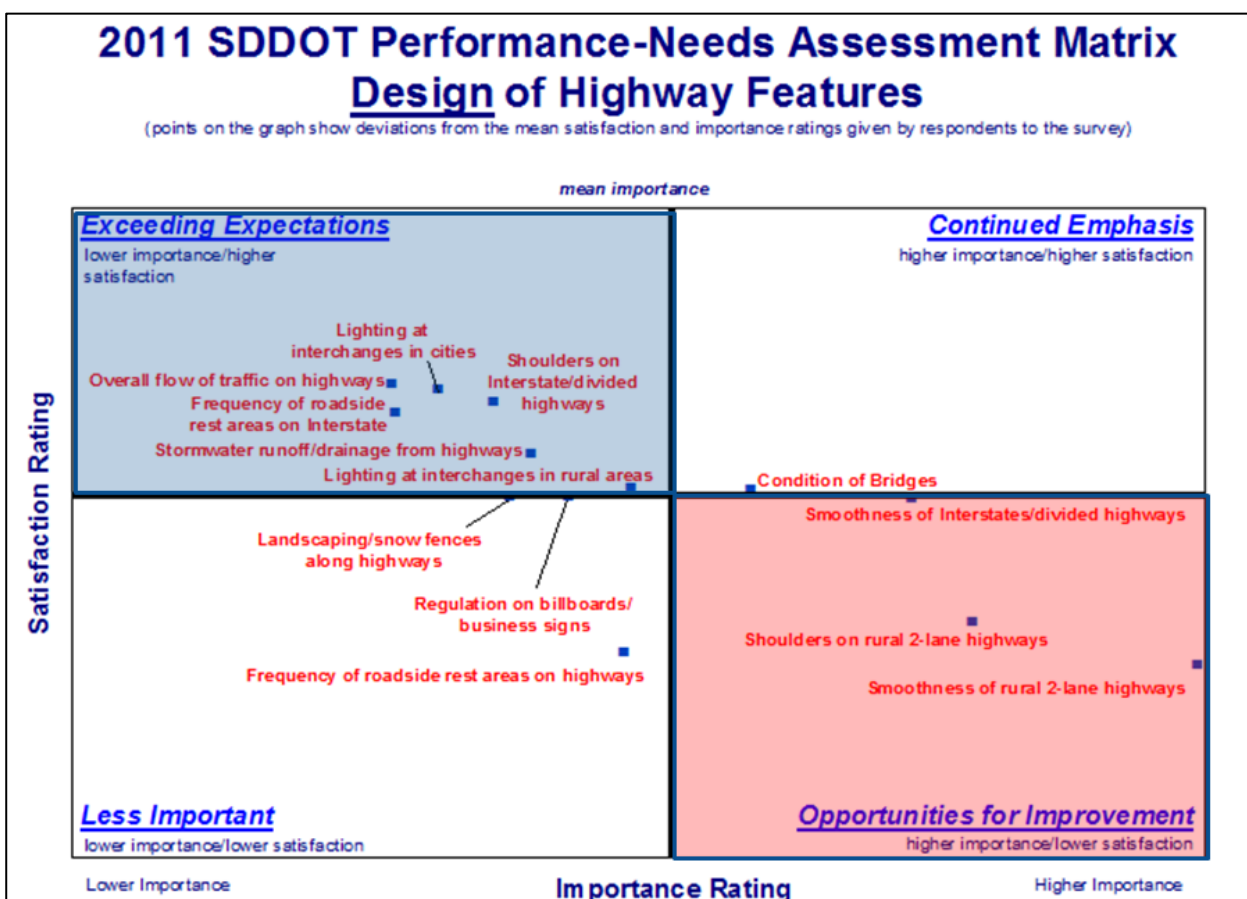 2011 SDDOT Performance-Needs Assessment Matrix
Design of Highway Features
(points on the graph show deviations from the mean satisfaction and importance ratings given by respondents to the survey)
mean importance
Exceeding Expectations
lower importance/higher
satisfaction
Continued Emphasis
higher importance/higher satisfaction
Lighting at
interchanges in cities
Shoulders on
Interstate/divided
highways
Overall flow of traffic on highways
Frequency of roadside
rest areas on Interstate
Stormwater runoff/drainage from highways
Lighting at interchanges in rural areas
Condition of Bridges
Smoothness of Interstates/divided highways
Landscaping/snow fences
along highways
Regulation on billboards/
business signs
Shoulders on rural 2-lane highways
Frequency of roadside rest areas on highways
Smoothness of rural 2-lane highways
Satisfaction Rating
Less Important
lower importance/lower satisfaction
Opportunities for Improvement
higher importance/lower satisfaction
Lower Importance
Importance Rating
Higher Importance